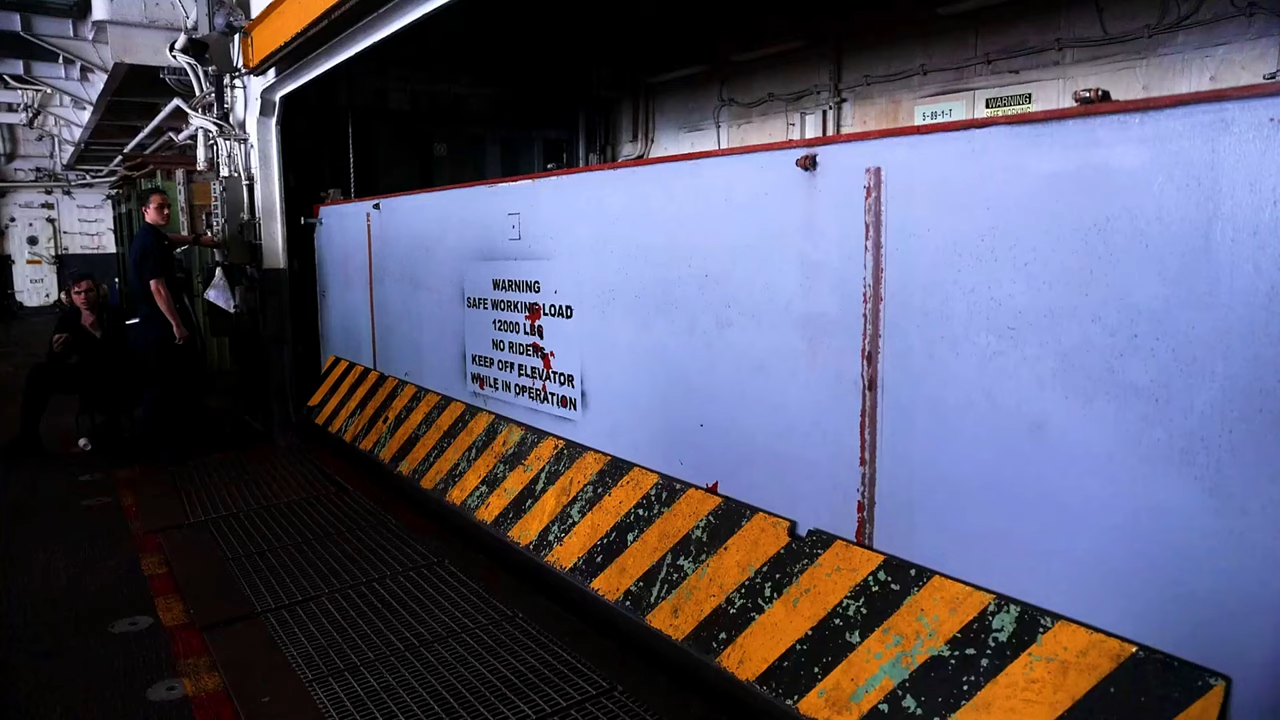 5-89-1-T
WARNING
SAFE WORKING
WARNING
SAFE WORKING LOAD
12000 LBS
NO RIDERS
KEEP OFF ELEVATOR
WHILE IN OPERATION
EXIT